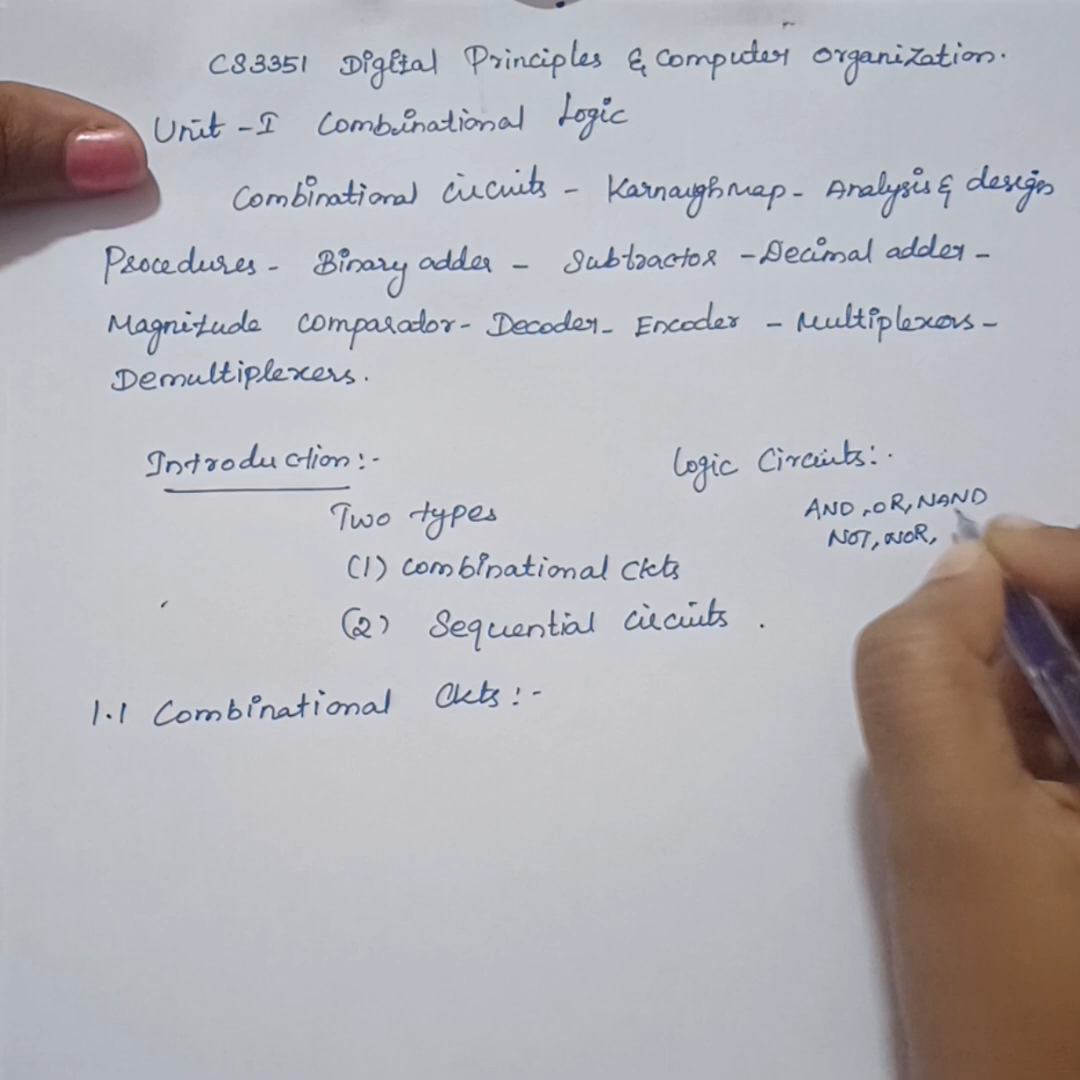 CS3351 Digital Principles & Computer Organization.
Unit - I Combinational Logic
Combinational circuits - Karnaugh map - Analysis & design
Procedures - Binary adder - Subtractor - Decimal adder -
Magnitude comparador - Decoder - Encoder - Multiplexers -
Demultiplexers.
Introduction :-
Logic Circuits :-
Two types
AND, OR, NAND
NOT, NOR,
(1) Combinational Ckts
(2) Sequential circuits .
1.1 Combinational Ckts :-